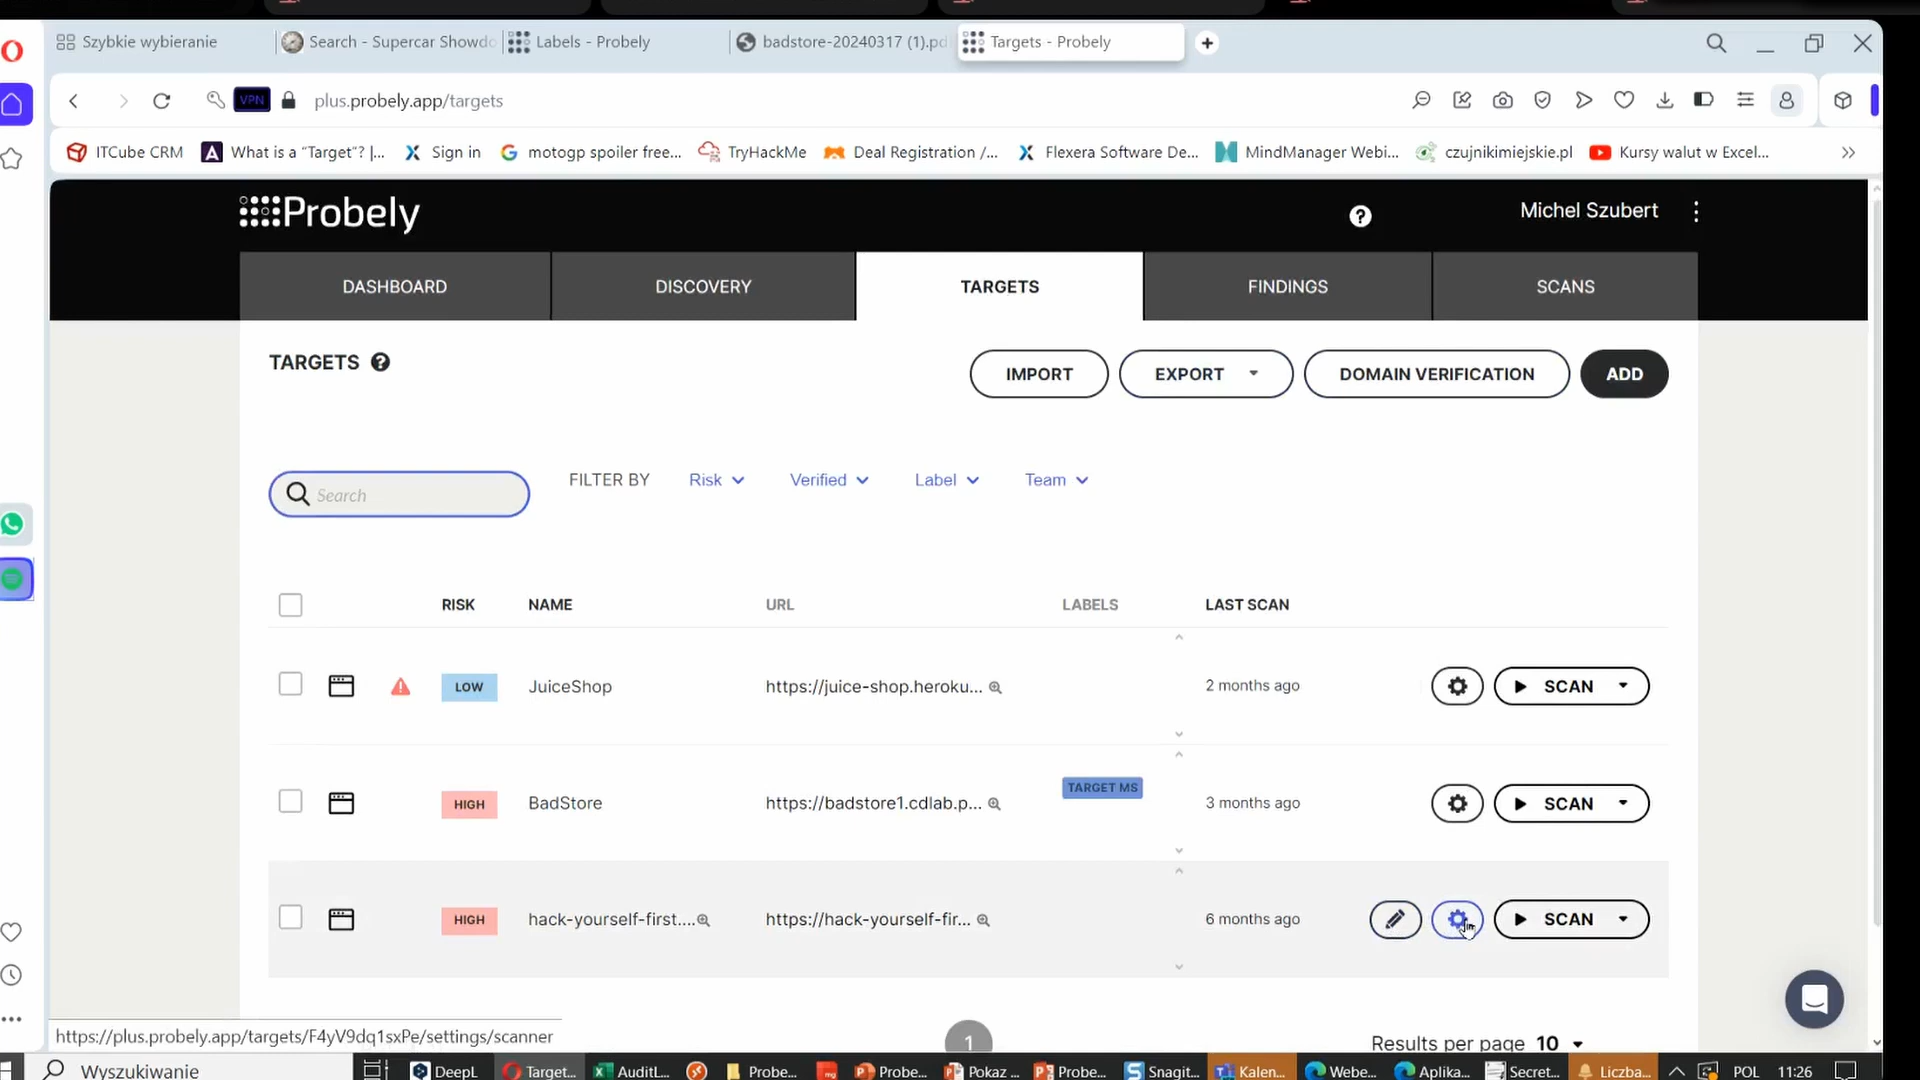 Szybkie wybieranie
Search - Supercar Showdo
Labels - Probely
badstore-20240317 (1).pd
Targets - Probely
VPN
plus.probely.app/targets
ITCube CRM
What is a "Target"? |...
Sign in
motogp spoiler free...
TryHackMe
Deal Registration /...
Flexera Software De...
MindManager Webi...
czujnikimiejskie.pl
Kursy walut w Excel...
Probely
?
Michel Szubert
DASHBOARD
DISCOVERY
TARGETS
FINDINGS
SCANS
TARGETS ?
IMPORT
EXPORT
DOMAIN VERIFICATION
ADD
Search
FILTER BY
Risk
Verified
Label
Team
RISK
NAME
URL
LABELS
LAST SCAN
LOW
JuiceShop
https://juice-shop.heroku...
2 months ago
SCAN
HIGH
BadStore
https://badstore1.cdlab.p...
TARGET MS
3 months ago
SCAN
HIGH
hack-yourself-first....
https://hack-yourself-fir...
6 months ago
SCAN
https://plus.probely.app/targets/F4yV9dq1sxPe/settings/scanner
1
Results per page 10
Wyszukiwanie
DeepL
Target...
AuditL...
Probe...
Probe...
Pokaz ...
Probe...
Snagit...
Kalen...
Webe...
Aplika...
Secret...
Liczba...
POL
11:26